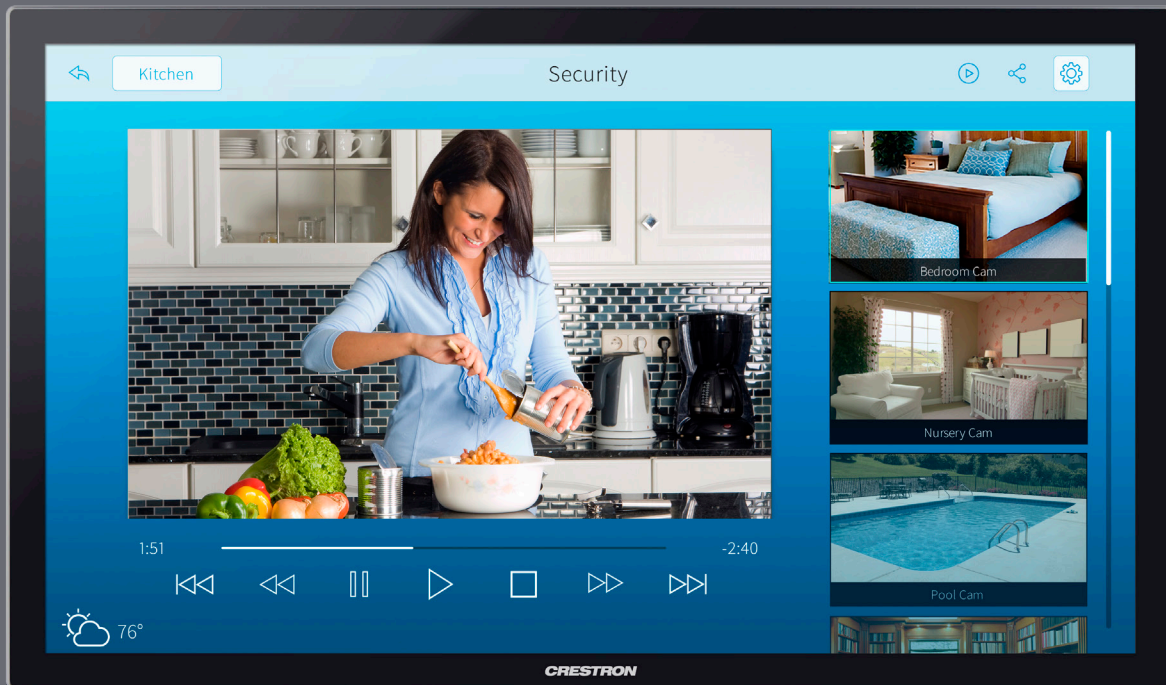 Kitchen
Security
Bedroom Cam
Nursery Cam
1:51
-2:40
Pool Cam
76°
CRESTRON